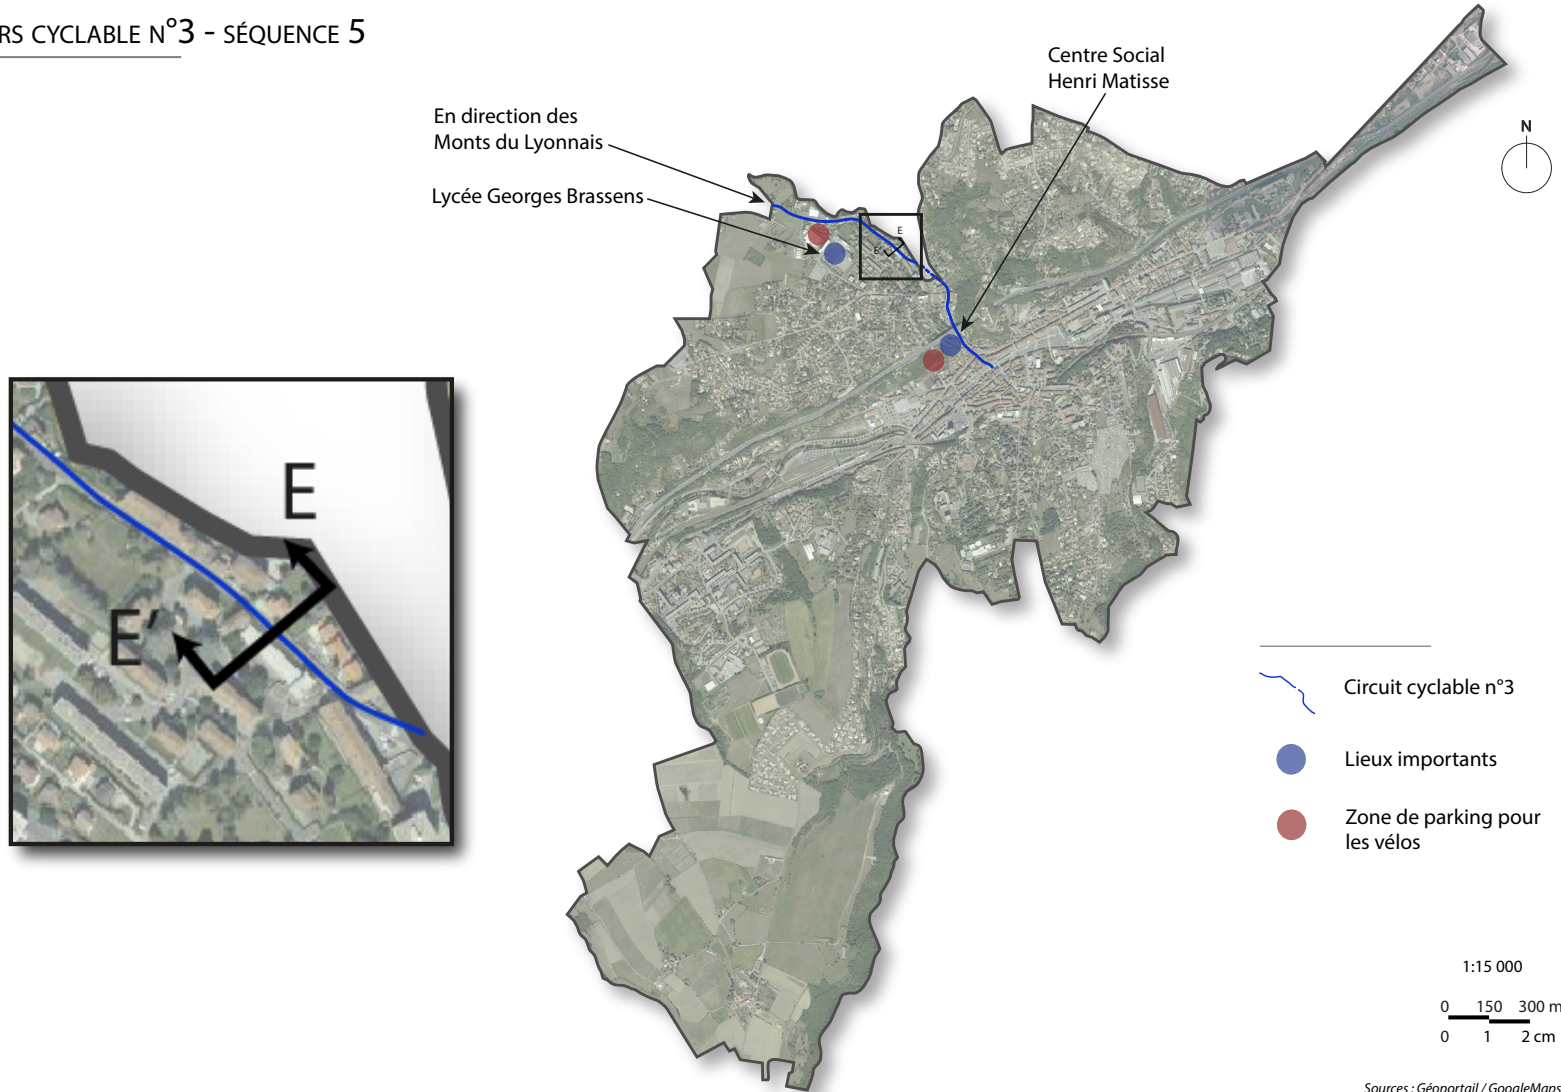 RS CYCLABLE N°3 - SÉQUENCE 5
Centre Social
Henri Matisse
En direction des
Monts du Lyonnais
Lycée Georges Brassens
N
E
E'
E
E'
Circuit cyclable n°3
Lieux importants
Zone de parking pour
les vélos
1:15 000
0 150 300 m
0 1 2 cm
Sources : Géoportail / GoogleMaps